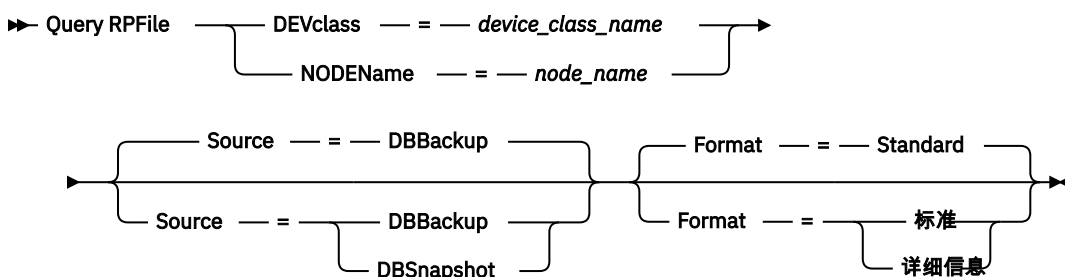 Query RPFile DEVclass = device_class_name
NODEName = node_name
Source = DBBackup Format = Standard
Source = DBBackup Format = 标准
DBSnapshot 详细信息